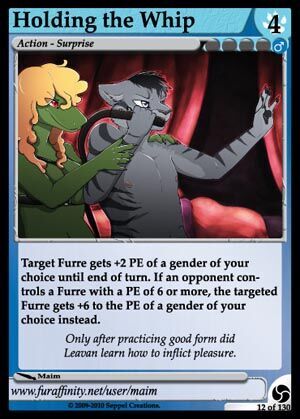 Holding the Whip
4
Action - Surprise
Target Furre gets +2 PE of a gender of your
choice until end of turn. If an opponent con-
trols a Furre with a PE of 6 or more, the targeted
Furre gets +6 to the PE of a gender of your
choice instead.
Only after practicing good form did
Leavan learn how to inflict pleasure.
Maim
www.furaffinity.net/user/maim
© 2009-2010 Seppel Creations.
12 of 130